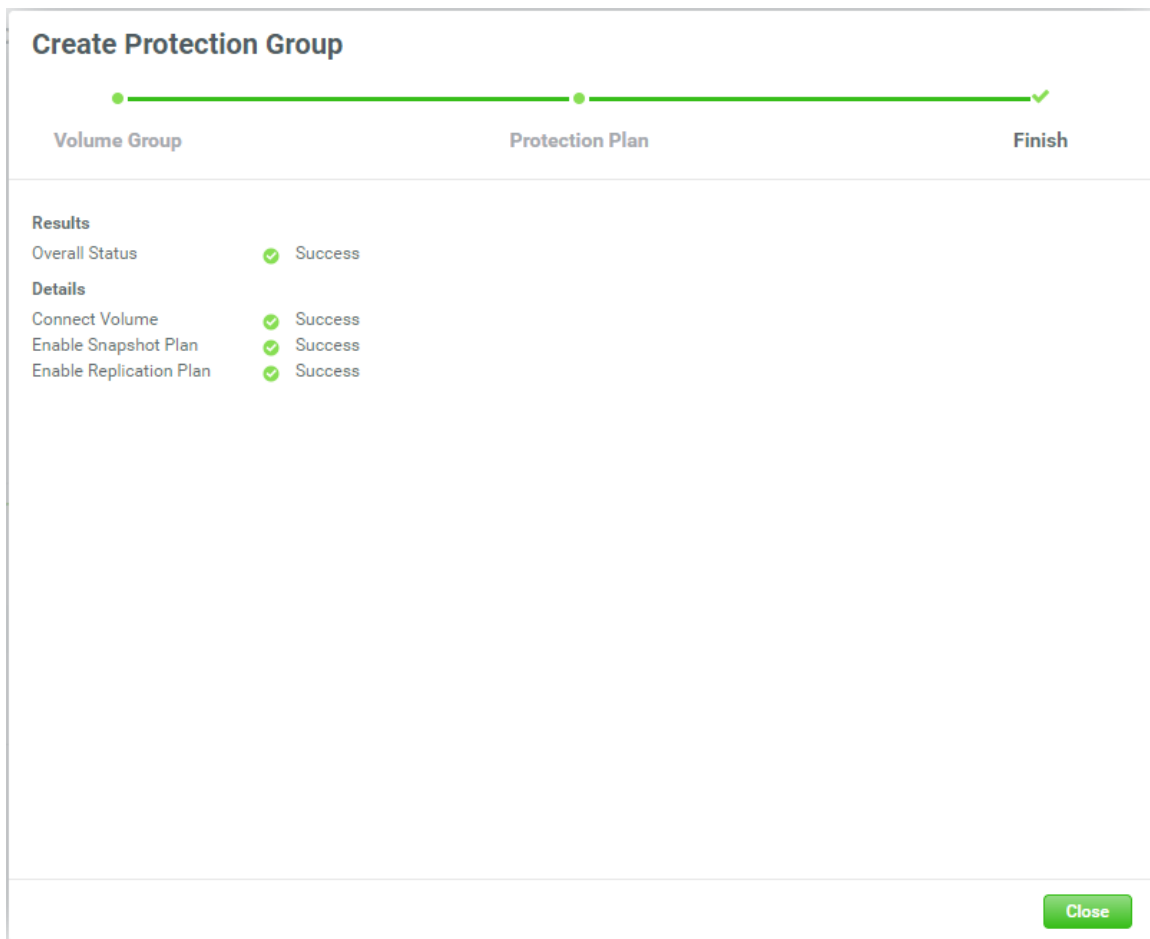 Create Protection Group
Volume Group Protection Plan Finish
Results
Overall Status Success
Details
Connect Volume Success
Enable Snapshot Plan Success
Enable Replication Plan Success
Close